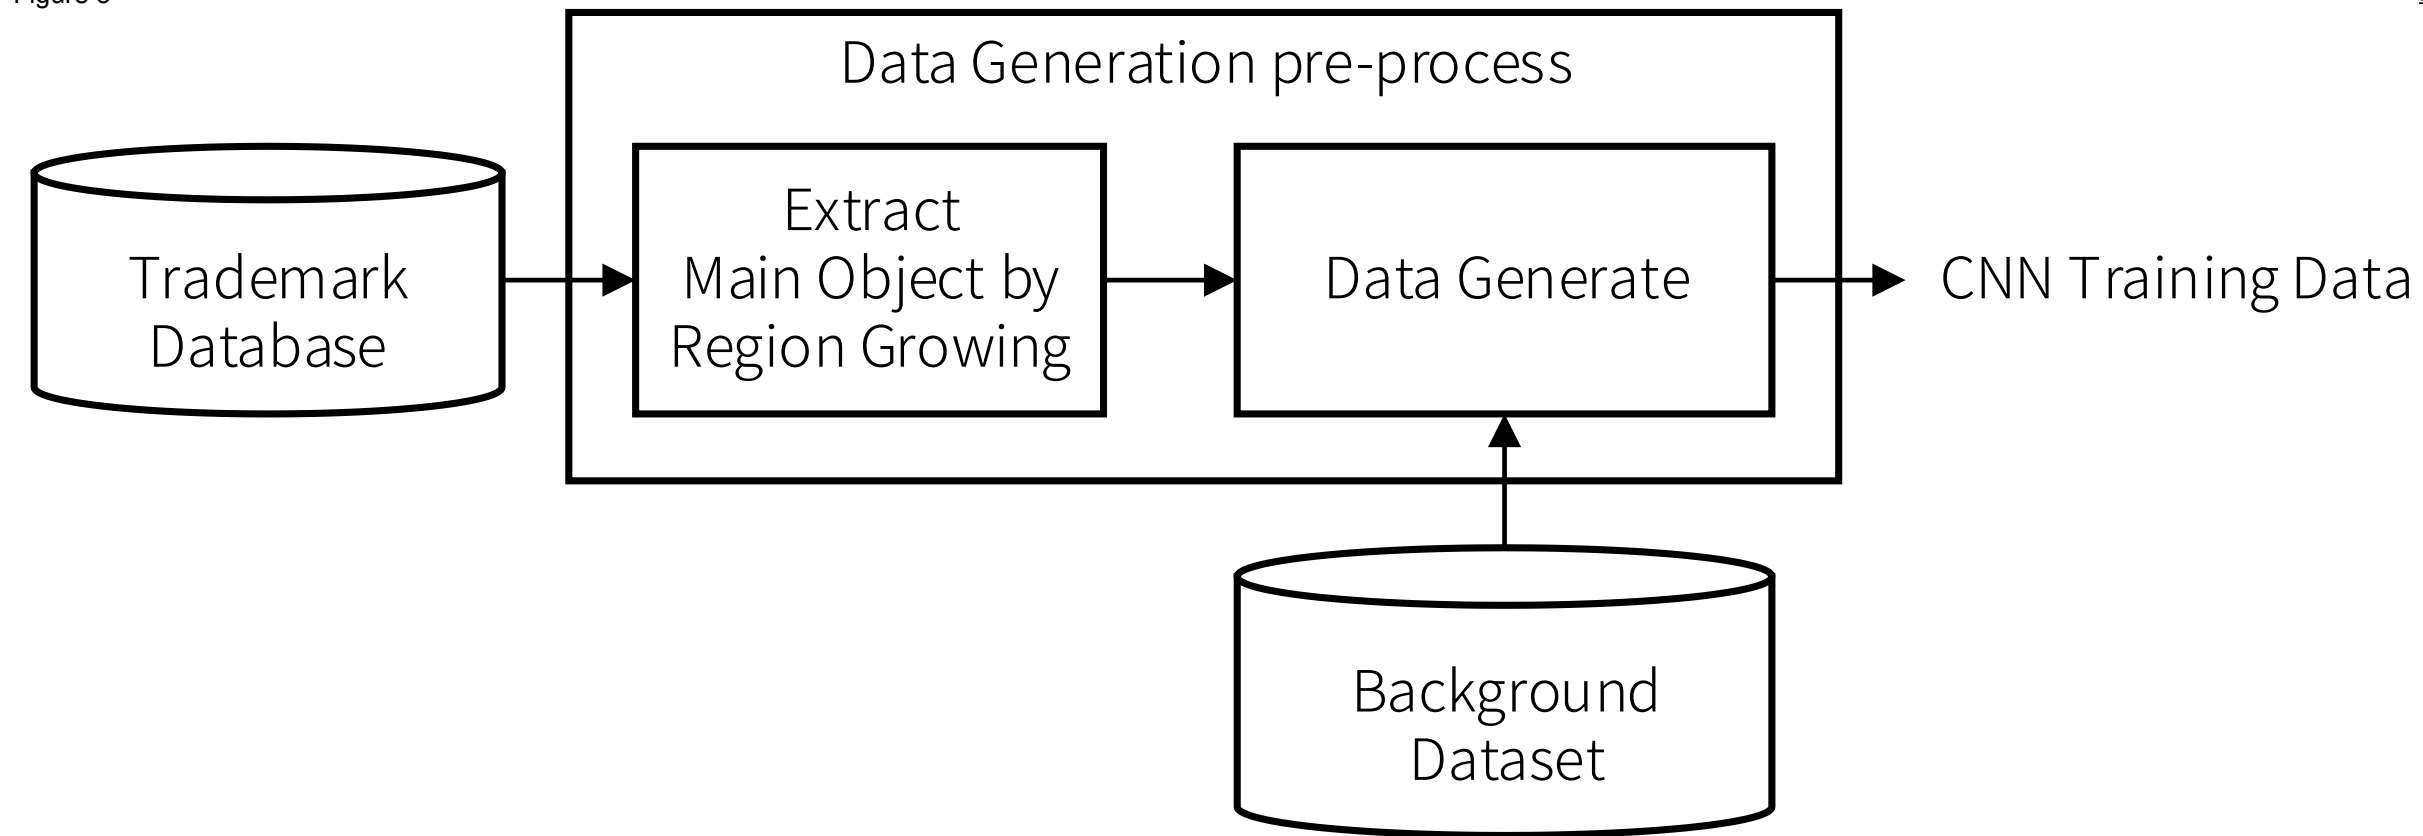 Data Generation pre-process
Trademark
Database
Extract
Main Object by
Region Growing
Data Generate
CNN Training Data
Background
Dataset